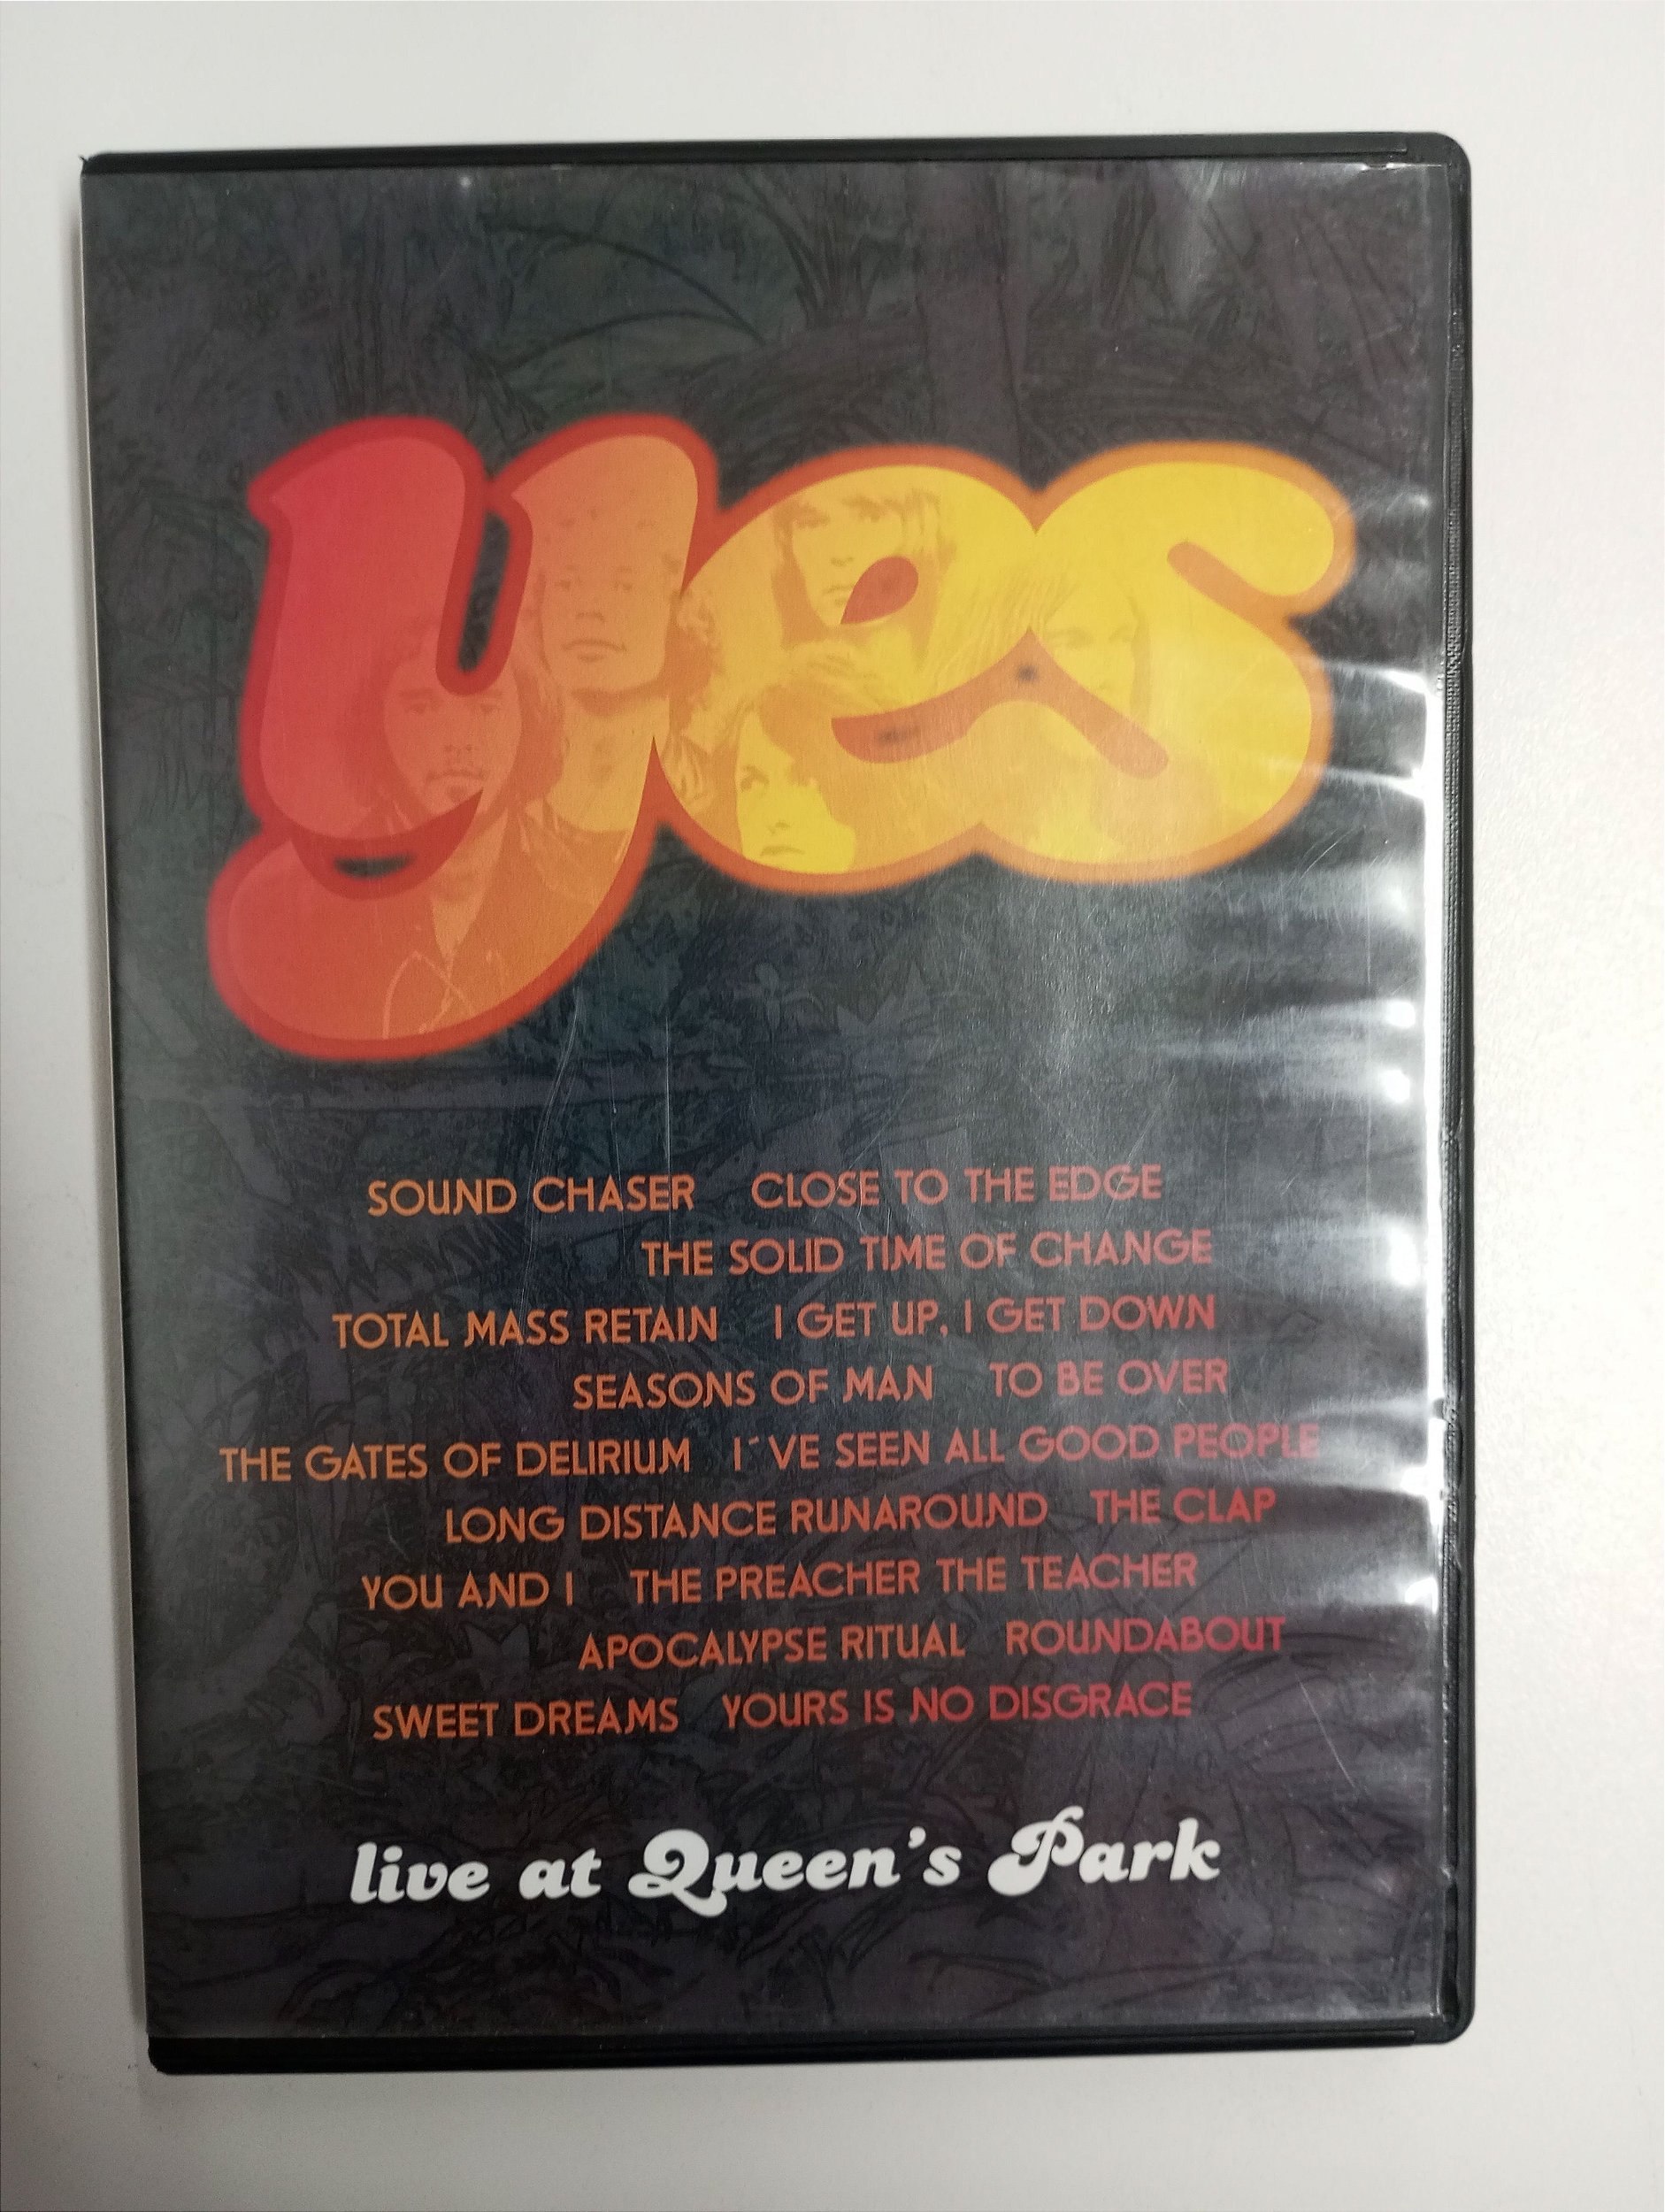 yes
SOUND CHASER CLOSE TO THE EDGE
THE SOLID TIME OF CHANGE
TOTAL MASS RETAIN I GET UP, I GET DOWN
SEASONS OF MAN TO BE OVER
THE GATES OF DELIRIUM I´VE SEEN ALL GOOD PEOPLE
LONG DISTANCE RUNAROUND THE CLAP
YOU AND I THE PREACHER THE TEACHER
APOCALYPSE RITUAL ROUNDABOUT
SWEET DREAMS YOURS IS NO DISGRACE
live at Queen's Park